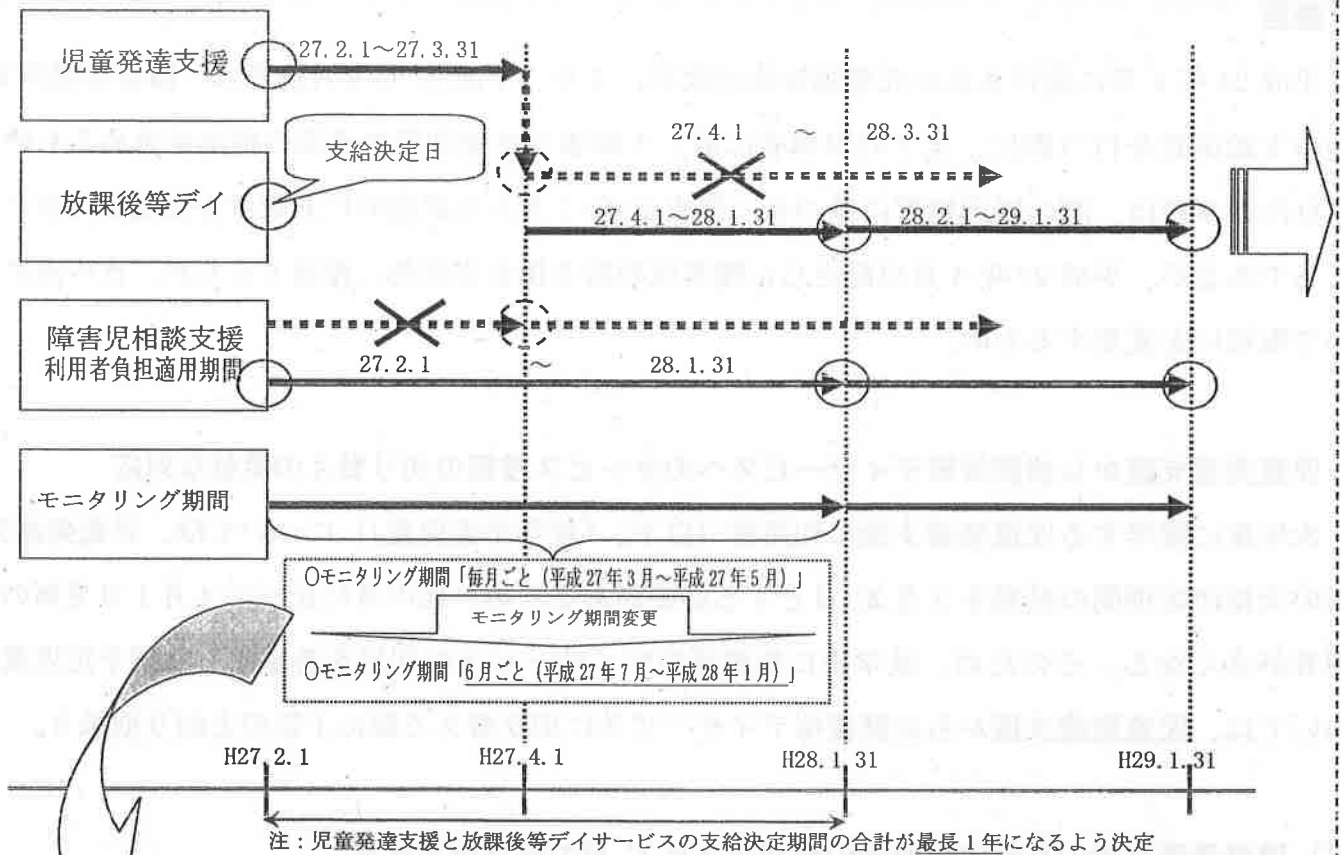 児童発達支援
27.2.1～27.3.31
支給決定日
27.4.1 ～ 28.3.31
放課後等デイ
27.4.1～28.1.31
28.2.1～29.1.31
障害児相談支援
利用者負担適用期間
27.2.1 ～ 28.1.31
モニタリング期間
○モニタリング期間「毎月ごと（平成27年3月～平成27年5月）」
モニタリング期間変更
○モニタリング期間「6月ごと（平成27年7月～平成28年1月）」
H27.2.1
H27.4.1
H28.1.31
H29.1.31
注：児童発達支援と放課後等デイサービスの支給決定期間の合計が最長1年になるよう決定